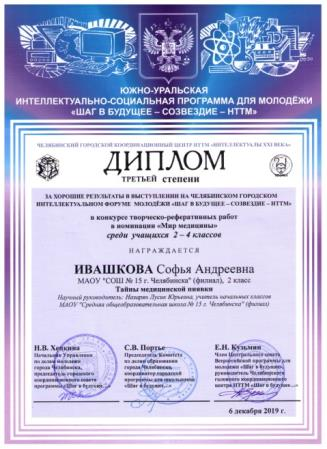 ЮЖНО-УРАЛЬСКАЯ
ИНТЕЛЛЕКТУАЛЬНО-СОЦИАЛЬНАЯ ПРОГРАММА ДЛЯ МОЛОДЁЖИ
«ШАГ В БУДУЩЕЕ – СОЗВЕЗДИЕ – НТТМ»
ЧЕЛЯБИНСКИЙ ГОРОДСКОЙ КООРДИНАЦИОННЫЙ ЦЕНТР НТТМ «ИНТЕЛЛЕКТУАЛЫ XXI ВЕКА»
ДИПЛОМ
ТРЕТЬЕЙ степени
ЗА ХОРОШИЕ РЕЗУЛЬТАТЫ В ВЫСТУПЛЕНИИ НА ЧЕЛЯБИНСКОМ ГОРОДСКОМ
ИНТЕЛЛЕКТУАЛЬНОМ ФОРУМЕ МОЛОДЁЖИ «ШАГ В БУДУЩЕЕ – СОЗВЕЗДИЕ – НТТМ»
в конкурсе творческо-реферативных работ
в номинации «Мир медицины»
среди учащихся 2 – 4 классов
НАГРАЖДАЕТСЯ
ИВАШКОВА Софья Андреевна
МАОУ "СОШ № 15 г. Челябинска" (филиал), 2 класс
Тайны медицинской пиявки
Научный руководитель: Назарян Лусик Юрьевна, учитель начальных классов
МАОУ "Средняя общеобразовательная школа № 15 г. Челябинска" (филиал)
Н.В. Хейкина
Начальник Управления
по делам молодежи
города Челябинска,
председатель городского
координационного совета
программы «Шаг в будущее»
С.В. Портье
Председатель Комитета
по делам образования
города Челябинска,
координатор городской
программы для школьников
«Шаг в будущее»
Е.Н. Кузьмин
Член Центрального совета
Всероссийской программы для
молодёжи «Шаг в будущее»,
руководитель Челябинского
головного координационного
центра НТТМ «Шаг в будущее»
6 декабря 2019 г.